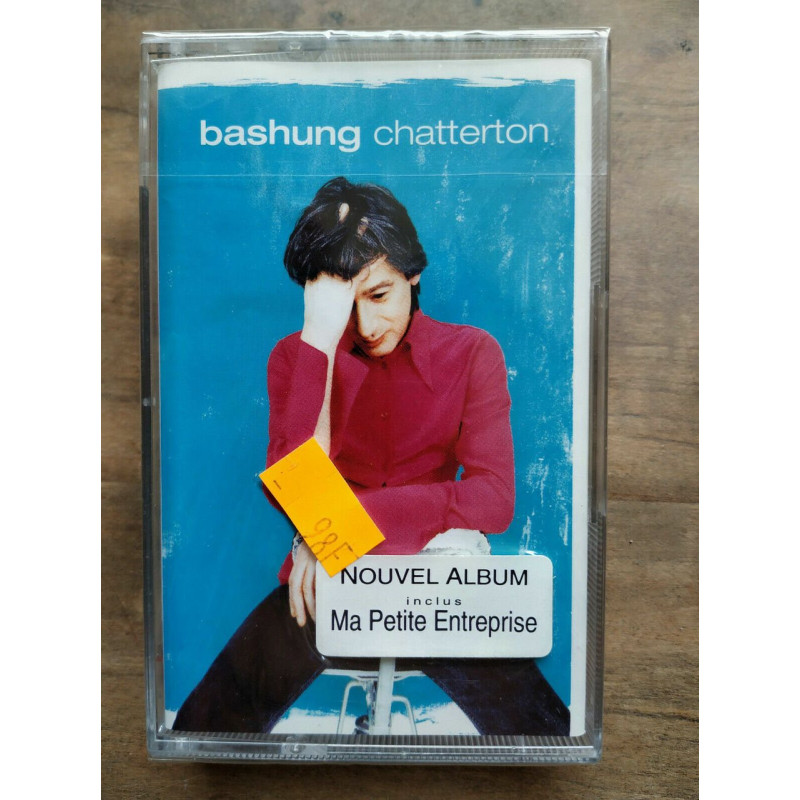 bashung chatterton
98F
NOUVEL ALBUM
inclus
Ma Petite Entreprise